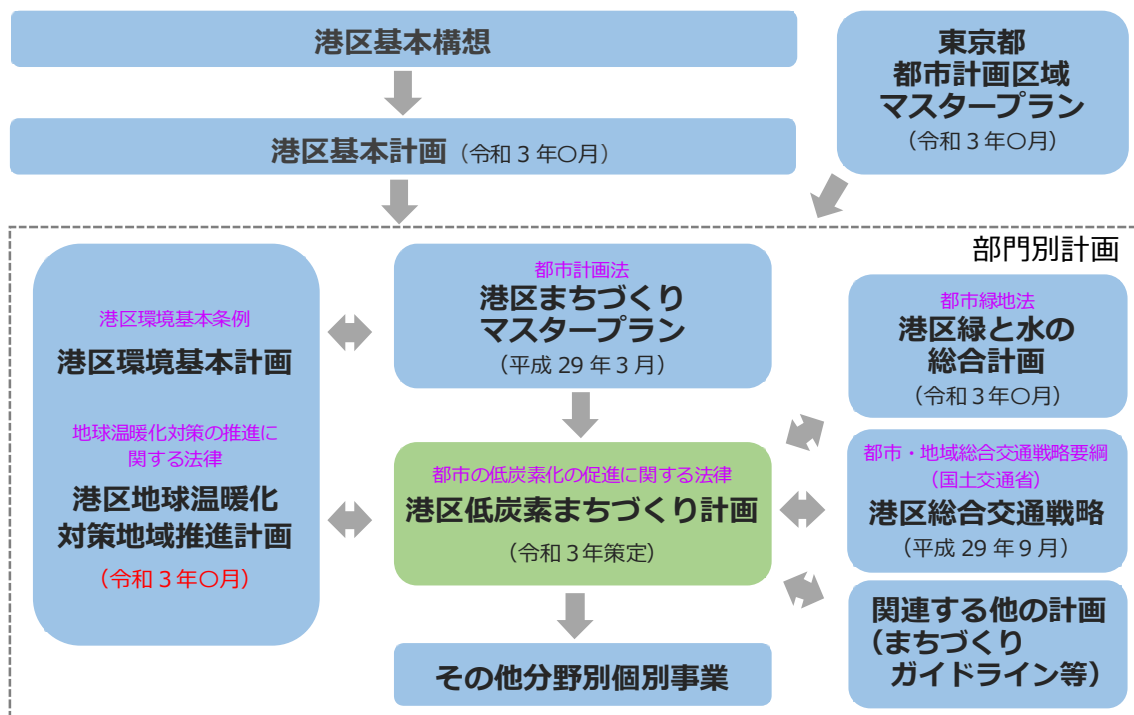 港区基本構想
東京都
都市計画区域
マスタープラン
（令和3年〇月）
港区基本計画（令和3年〇月）
部門別計画
港区環境基本条例
港区環境基本計画
地球温暖化対策の推進に
関する法律
港区地球温暖化
対策地域推進計画
（令和3年〇月）
都市計画法
港区まちづくり
マスタープラン
（平成29年3月）
都市の低炭素化の促進に関する法律
港区低炭素まちづくり計画
（令和3年策定）
その他分野別個別事業
都市緑地法
港区緑と水の
総合計画
（令和3年〇月）
都市・地域総合交通戦略要綱
（国土交通省）
港区総合交通戦略
（平成29年9月）
関連する他の計画
（まちづくり
ガイドライン等）